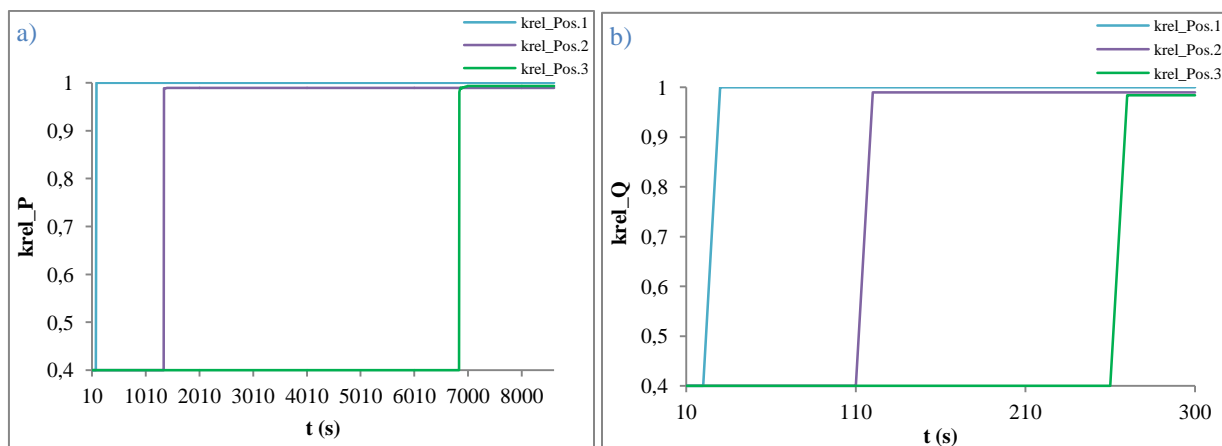 a)
krel_Pos.1
krel_Pos.2
krel_Pos.3
1
0,9
0,8
0,7
0,6
0,5
0,4
krel_P
10 1010 2010 3010 4010 5010 6010 7000 8000
t (s)
b)
krel_Pos.1
krel_Pos.2
krel_Pos.3
1
0,9
0,8
0,7
0,6
0,5
0,4
krel_Q
10 110 210 300
t (s)